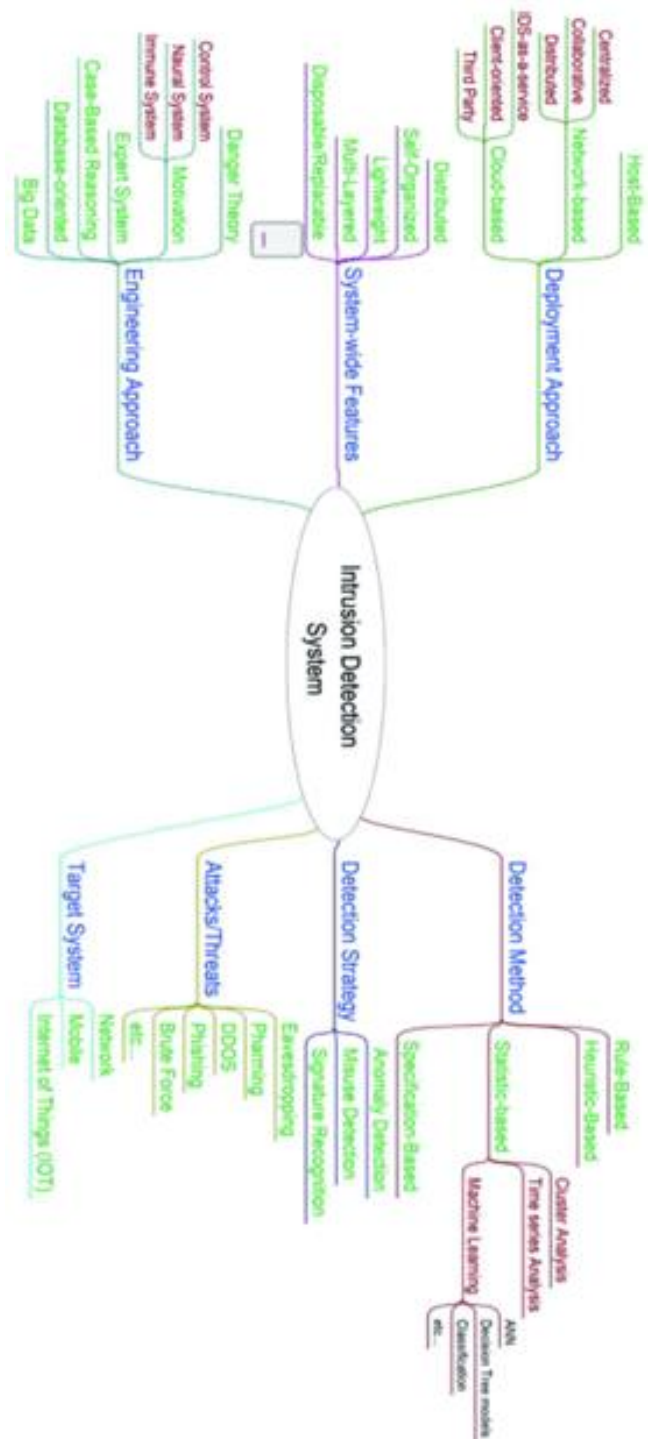 Intrusion Detection
System
Deployment Approach
Host-Based
Network-based
Centralized
Collaborative
Distributed
Cloud-based
IDS-as-a-service
Client-oriented
Third Party
System-wide Features
Distributed
Self-Organized
Lightweight
Multi-Layered
Disposable/Replacable
Engineering Approach
Danger Theory
Motivation
Control System
Naural System
Immune System
Expert System
Case-Based Reasoning
Database-oriented
Big Data
Detection Method
Rule-Based
Heuristic-Based
Statistic-based
Cluster Analysis
Time series Analysis
Machine Learning
ANN
Decision Tree models
Classification
etc...
Specification-Based
Detection Strategy
Anomaly Detection
Misuse Detection
Signature Recognition
Attacks/Threats
Eavesdropping
Pharming
DDOS
Phishing
Brute Force
etc...
Target System
Network
Mobile
Internet of Things (IOT)